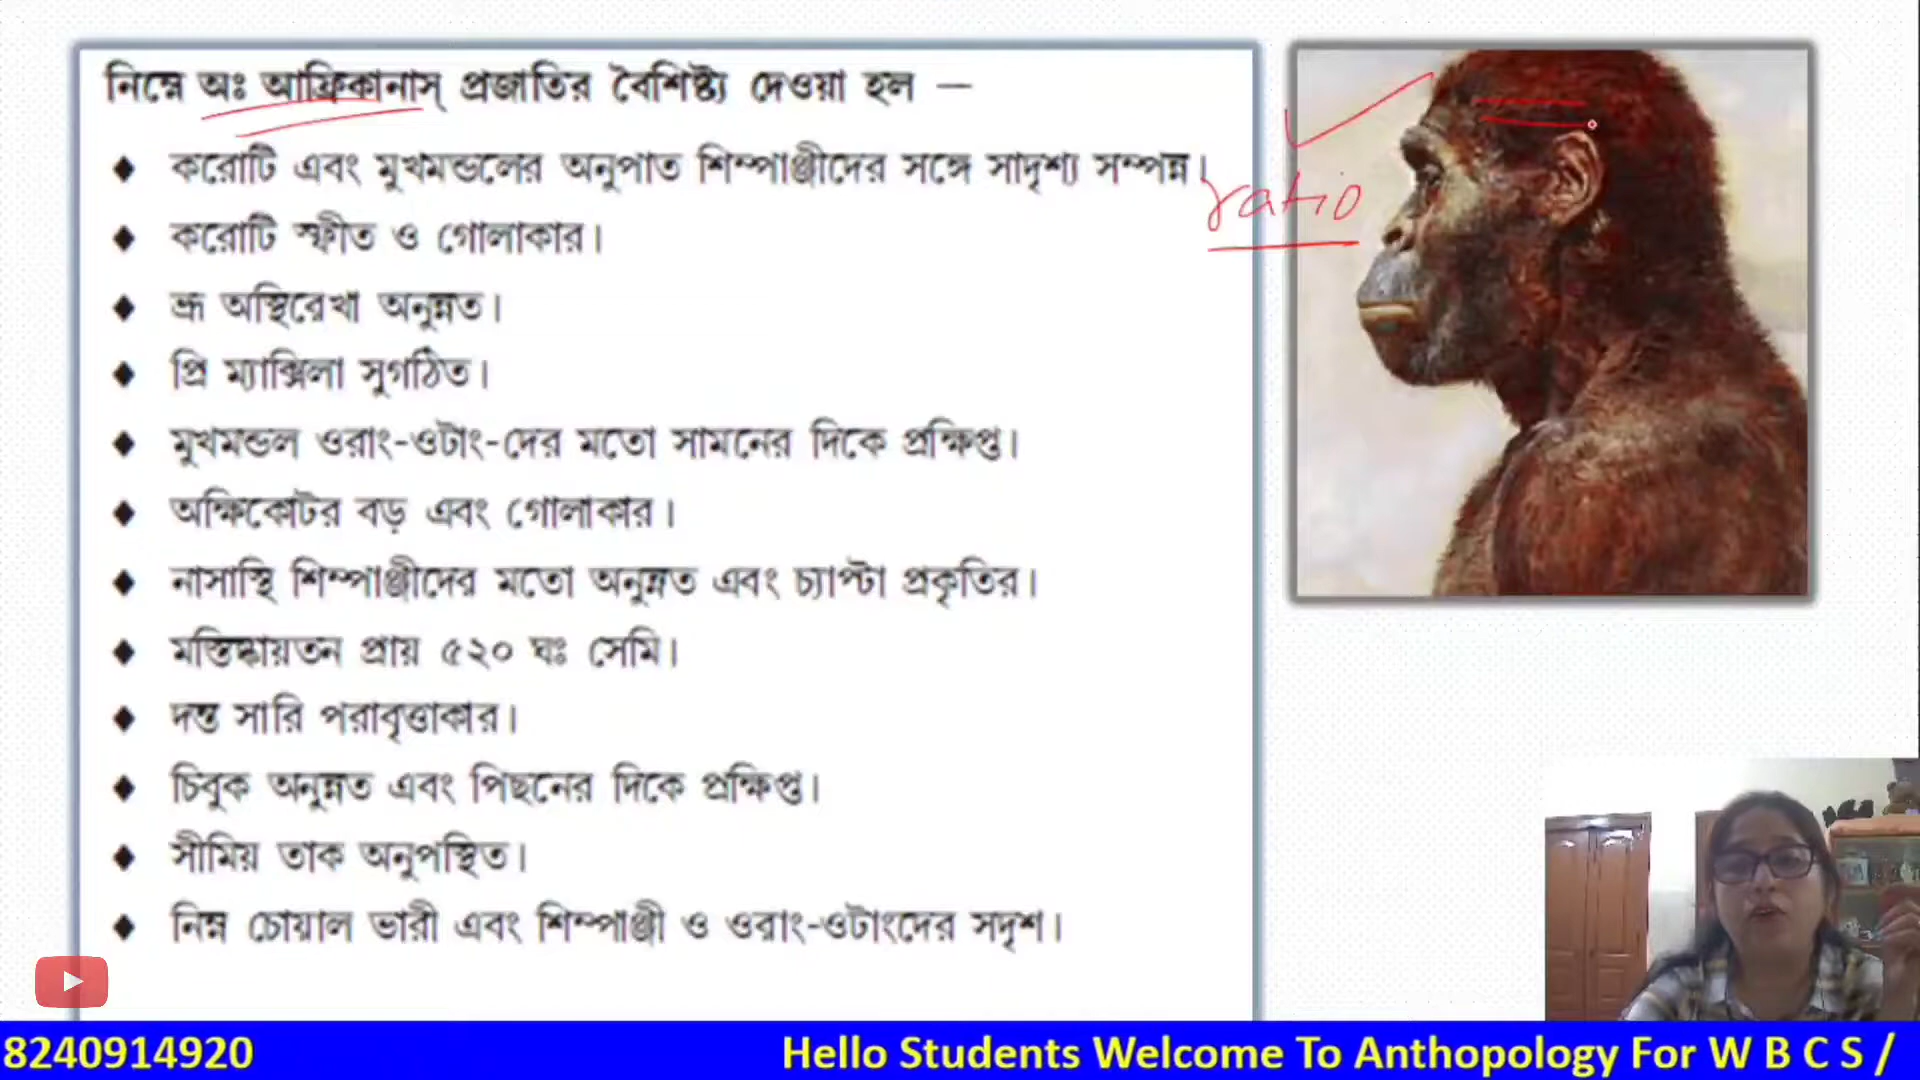 নিম্নে অঃ আফ্রিকানাস্ প্রজাতির বৈশিষ্ট্য দেওয়া হল —
♦ করোটি এবং মুখমন্ডলের অনুপাত শিম্পাঞ্জীদের সঙ্গে সাদৃশ্য সম্পন্ন।
ratio
♦ করোটি স্ফীত ও গোলাকার।
♦ ভ্রূ অস্থিরেখা অনুন্নত।
♦ প্রি ম্যাক্সিলা সুগঠিত।
♦ মুখমন্ডল ওরাং-ওটাং-দের মতো সামনের দিকে প্রক্ষিপ্ত।
♦ অক্ষিকোটর বড় এবং গোলাকার।
♦ নাসাস্থি শিম্পাঞ্জীদের মতো অনুন্নত এবং চ্যাপ্টা প্রকৃতির।
♦ মস্তিষ্কায়তন প্রায় ৫২০ ঘঃ সেমি।
♦ দন্ত সারি পরাবৃত্তাকার।
♦ চিবুক অনুন্নত এবং পিছনের দিকে প্রক্ষিপ্ত।
♦ সীমিয় তাক অনুপস্থিত।
♦ নিম্ন চোয়াল ভারী এবং শিম্পাঞ্জী ও ওরাং-ওটাংদের সদৃশ।
8240914920 Hello Students Welcome To Anthopology For W B C S /